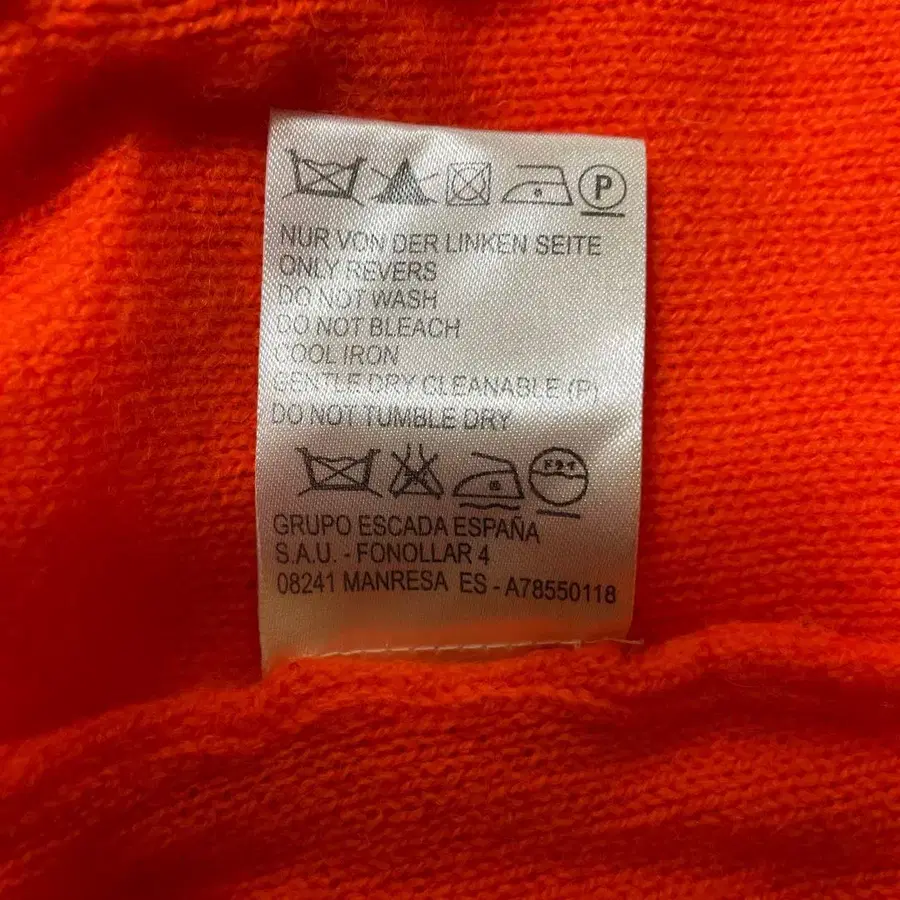 P
NUR VON DER LINKEN SEITE
ONLY REVERS
DO NOT WASH
DO NOT BLEACH
COOL IRON
GENTLE DRY CLEANABLE (P)
DO NOT TUMBLE DRY
GRUPO ESCADA ESPAÑA
S.A.U. - FONOLLAR 4
08241 MANRESA ES - A78550118